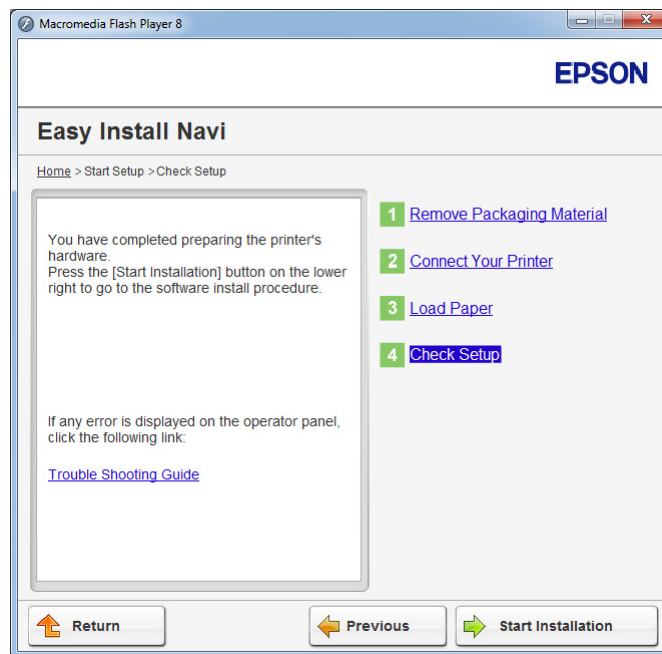 Macromedia Flash Player 8
EPSON
Easy Install Navi
Home > Start Setup > Check Setup
You have completed preparing the printer's
hardware.
Press the [Start Installation] button on the lower
right to go to the software install procedure.
If any error is displayed on the operator panel,
click the following link:
Trouble Shooting Guide
1 Remove Packaging Material
2 Connect Your Printer
3 Load Paper
4 Check Setup
Return
Previous
Start Installation